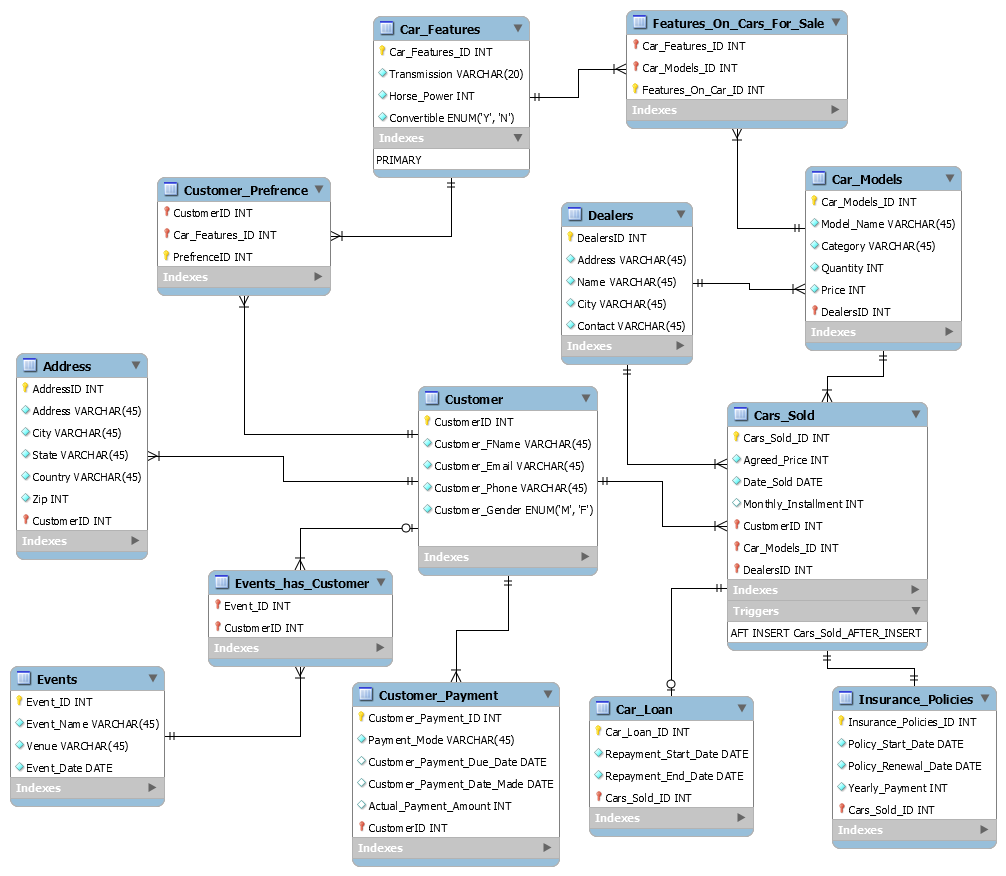 Car_Features
Car_Features_ID INT
Transmission VARCHAR(20)
Horse_Power INT
Convertible ENUM('Y', 'N')
Indexes
PRIMARY
Features_On_Cars_For_Sale
Car_Features_ID INT
Car_Models_ID INT
Features_On_Car_ID INT
Indexes
Customer_Prefrence
CustomerID INT
Car_Features_ID INT
PrefrenceID INT
Indexes
Dealers
DealersID INT
Address VARCHAR(45)
Name VARCHAR(45)
City VARCHAR(45)
Contact VARCHAR(45)
Indexes
Car_Models
Car_Models_ID INT
Model_Name VARCHAR(45)
Category VARCHAR(45)
Quantity INT
Price INT
DealersID INT
Indexes
Address
AddressID INT
Address VARCHAR(45)
City VARCHAR(45)
State VARCHAR(45)
Country VARCHAR(45)
Zip INT
CustomerID INT
Indexes
Customer
CustomerID INT
Customer_FName VARCHAR(45)
Customer_Email VARCHAR(45)
Customer_Phone VARCHAR(45)
Customer_Gender ENUM('M', 'F')
Indexes
Cars_Sold
Cars_Sold_ID INT
Agreed_Price INT
Date_Sold DATE
Monthly_Installment INT
CustomerID INT
Car_Models_ID INT
DealersID INT
Indexes
Triggers
AFT INSERT Cars_Sold_AFTER_INSERT
Events_has_Customer
Event_ID INT
CustomerID INT
Indexes
Events
Event_ID INT
Event_Name VARCHAR(45)
Venue VARCHAR(45)
Event_Date DATE
Indexes
Customer_Payment
Customer_Payment_ID INT
Payment_Mode VARCHAR(45)
Customer_Payment_Due_Date DATE
Customer_Payment_Date_Made DATE
Actual_Payment_Amount INT
CustomerID INT
Indexes
Car_Loan
Car_Loan_ID INT
Repayment_Start_Date DATE
Repayment_End_Date DATE
Cars_Sold_ID INT
Indexes
Insurance_Policies
Insurance_Policies_ID INT
Policy_Start_Date DATE
Policy_Renewal_Date DATE
Yearly_Payment INT
Cars_Sold_ID INT
Indexes